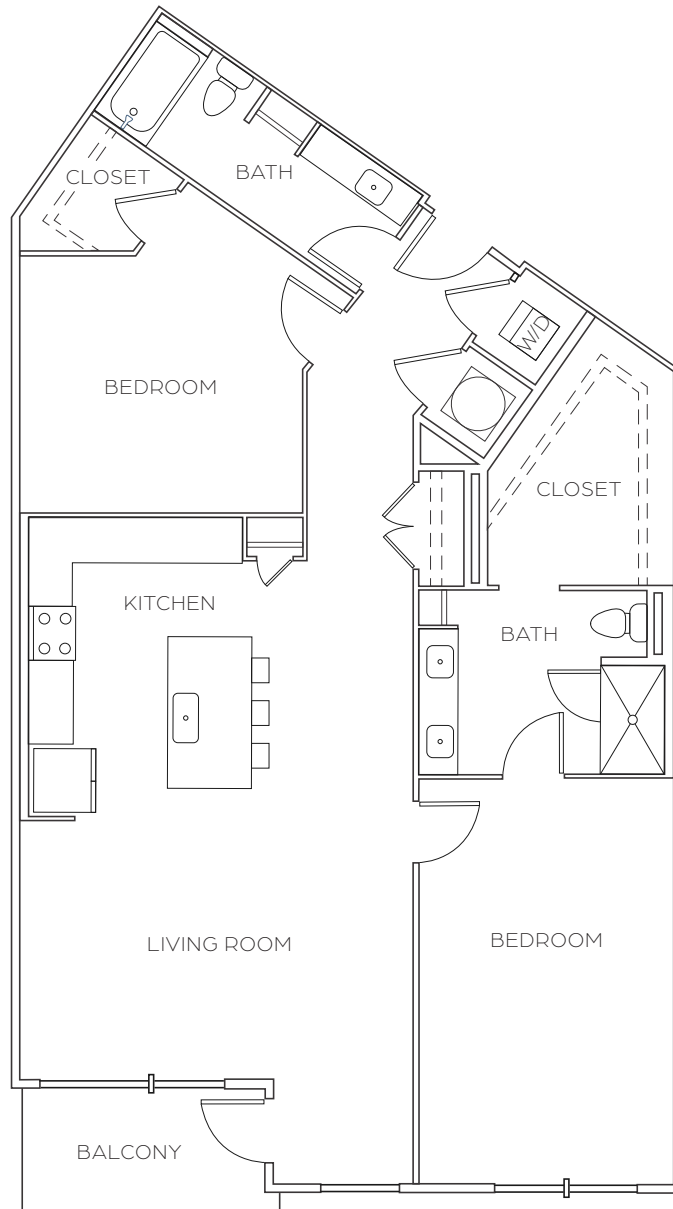 CLOSET
BATH
W/D
BEDROOM
CLOSET
KITCHEN
BATH
LIVING ROOM
BEDROOM
BALCONY